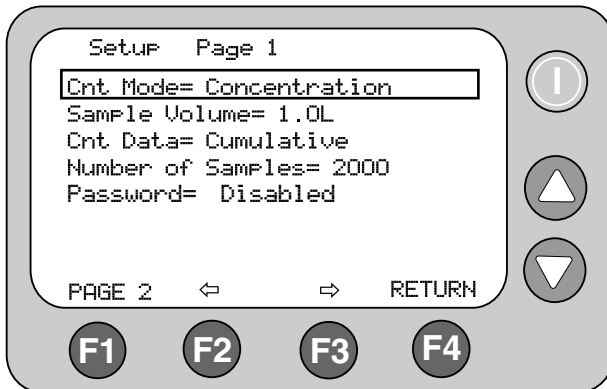 Setup Page 1
Cnt Mode= Concentration
Sample Volume= 1.0L
Cnt Data= Cumulative
Number of Samples= 2000
Password= Disabled
PAGE 2 ⇦ ⇨ RETURN
F1 F2 F3 F4
I